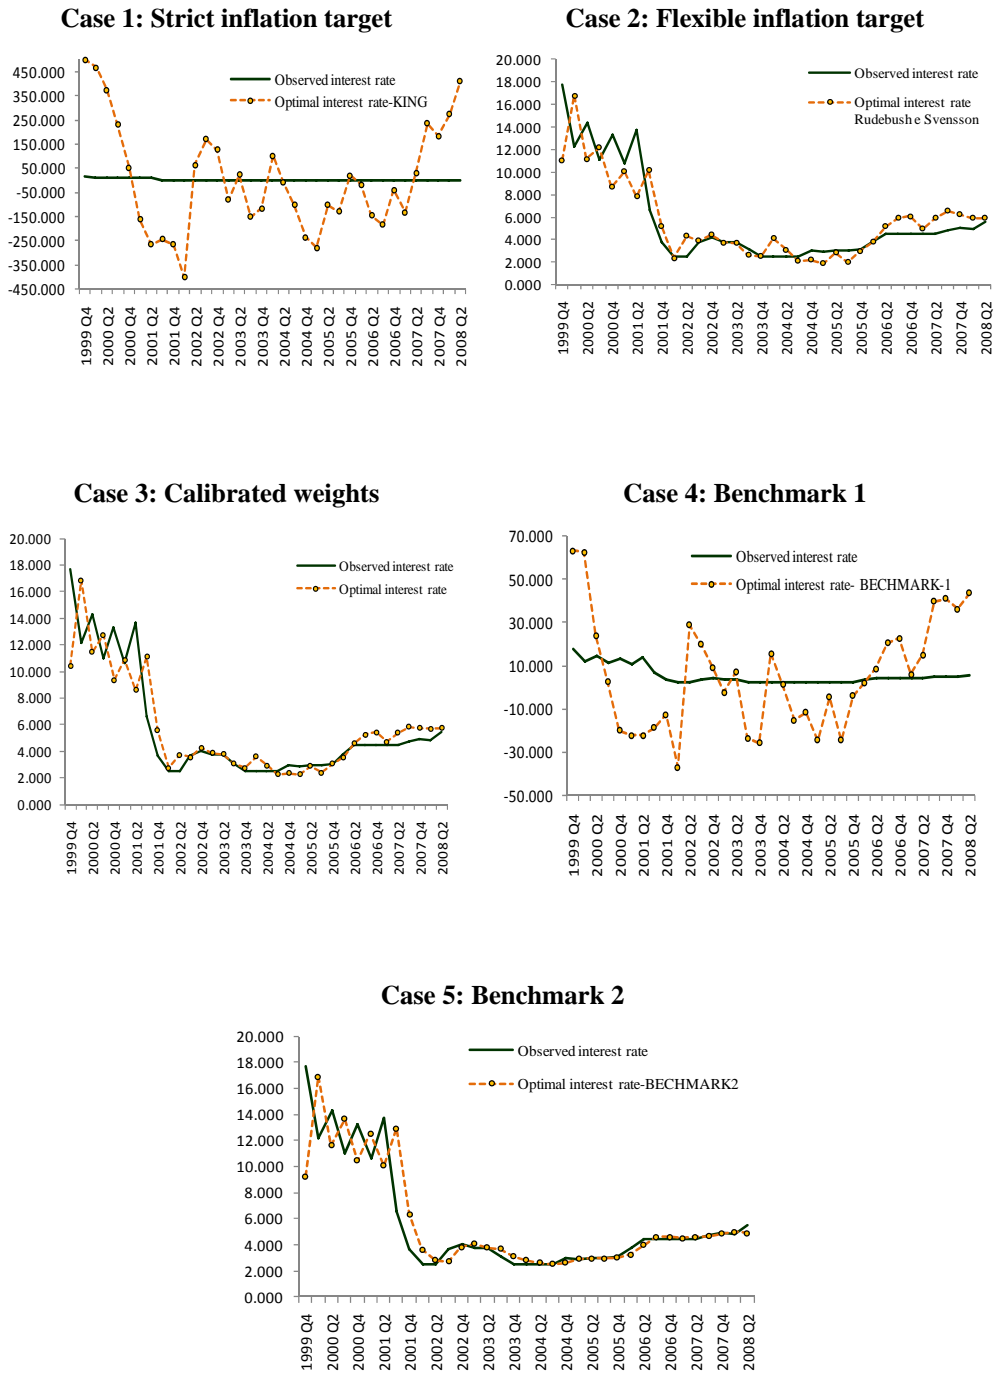 Case 1: Strict inflation target
450.000
350.000
250.000
150.000
50.000
-50.000
-150.000
-250.000
-350.000
-450.000
Observed interest rate
Optimal interest rate-KING
1999 Q4
2000 Q2
2000 Q4
2001 Q2
2001 Q4
2002 Q2
2002 Q4
2003 Q2
2003 Q4
2004 Q2
2004 Q4
2005 Q2
2005 Q4
2006 Q2
2006 Q4
2007 Q2
2007 Q4
2008 Q2
Case 2: Flexible inflation target
20.000
18.000
16.000
14.000
12.000
10.000
8.000
6.000
4.000
2.000
0.000
Observed interest rate
Optimal interest rate
Rudebush e Svensson
1999 Q4
2000 Q2
2000 Q4
2001 Q2
2001 Q4
2002 Q2
2002 Q4
2003 Q2
2003 Q4
2004 Q2
2004 Q4
2005 Q2
2005 Q4
2006 Q2
2006 Q4
2007 Q2
2007 Q4
2008 Q2
Case 3: Calibrated weights
20.000
18.000
16.000
14.000
12.000
10.000
8.000
6.000
4.000
2.000
0.000
Observed interest rate
Optimal interest rate
1999 Q4
2000 Q2
2000 Q4
2001 Q2
2001 Q4
2002 Q2
2002 Q4
2003 Q2
2003 Q4
2004 Q2
2004 Q4
2005 Q2
2005 Q4
2006 Q2
2006 Q4
2007 Q2
2007 Q4
2008 Q2
Case 4: Benchmark 1
70.000
50.000
30.000
10.000
-10.000
-30.000
-50.000
Observed interest rate
Optimal interest rate- BECHMARK-1
1999 Q4
2000 Q2
2000 Q4
2001 Q2
2001 Q4
2002 Q2
2002 Q4
2003 Q2
2003 Q4
2004 Q2
2004 Q4
2005 Q2
2005 Q4
2006 Q2
2006 Q4
2007 Q2
2007 Q4
2008 Q2
Case 5: Benchmark 2
20.000
18.000
16.000
14.000
12.000
10.000
8.000
6.000
4.000
2.000
0.000
Observed interest rate
Optimal interest rate-BECHMARK2
1999 Q4
2000 Q2
2000 Q4
2001 Q2
2001 Q4
2002 Q2
2002 Q4
2003 Q2
2003 Q4
2004 Q2
2004 Q4
2005 Q2
2005 Q4
2006 Q2
2006 Q4
2007 Q2
2007 Q4
2008 Q2